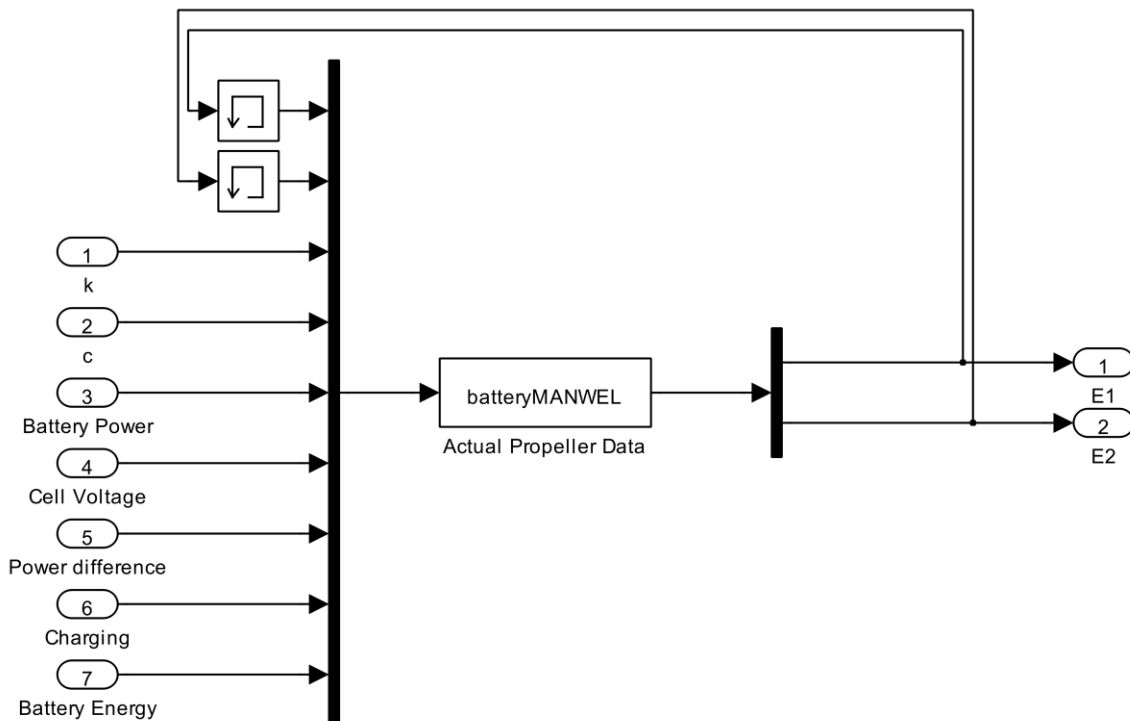 1
k
2
c
3
Battery Power
4
Cell Voltage
5
Power difference
6
Charging
7
Battery Energy
batteryMANWEL
Actual Propeller Data
1
E1
2
E2